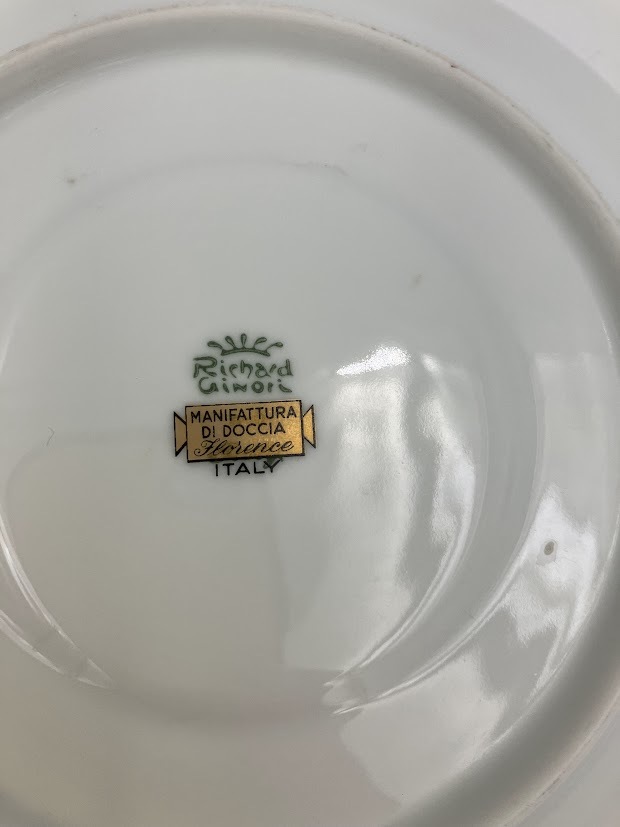 Richard
Ginori
MANIFATTURA
DI DOCCIA
Florence
ITALY